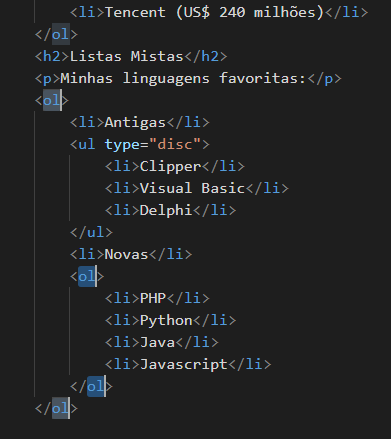 <li>Tencent (US$ 240 milhões)</li>
</ol>
<h2>Listas Mistas</h2>
<p>Minhas linguagens favoritas:</p>
<ol>
<li>Antigas</li>
<ul type="disc">
<li>Clipper</li>
<li>Visual Basic</li>
<li>Delphi</li>
</ul>
<li>Novas</li>
<ol>
<li>PHP</li>
<li>Python</li>
<li>Java</li>
<li>Javascript</li>
</ol>
</ol>